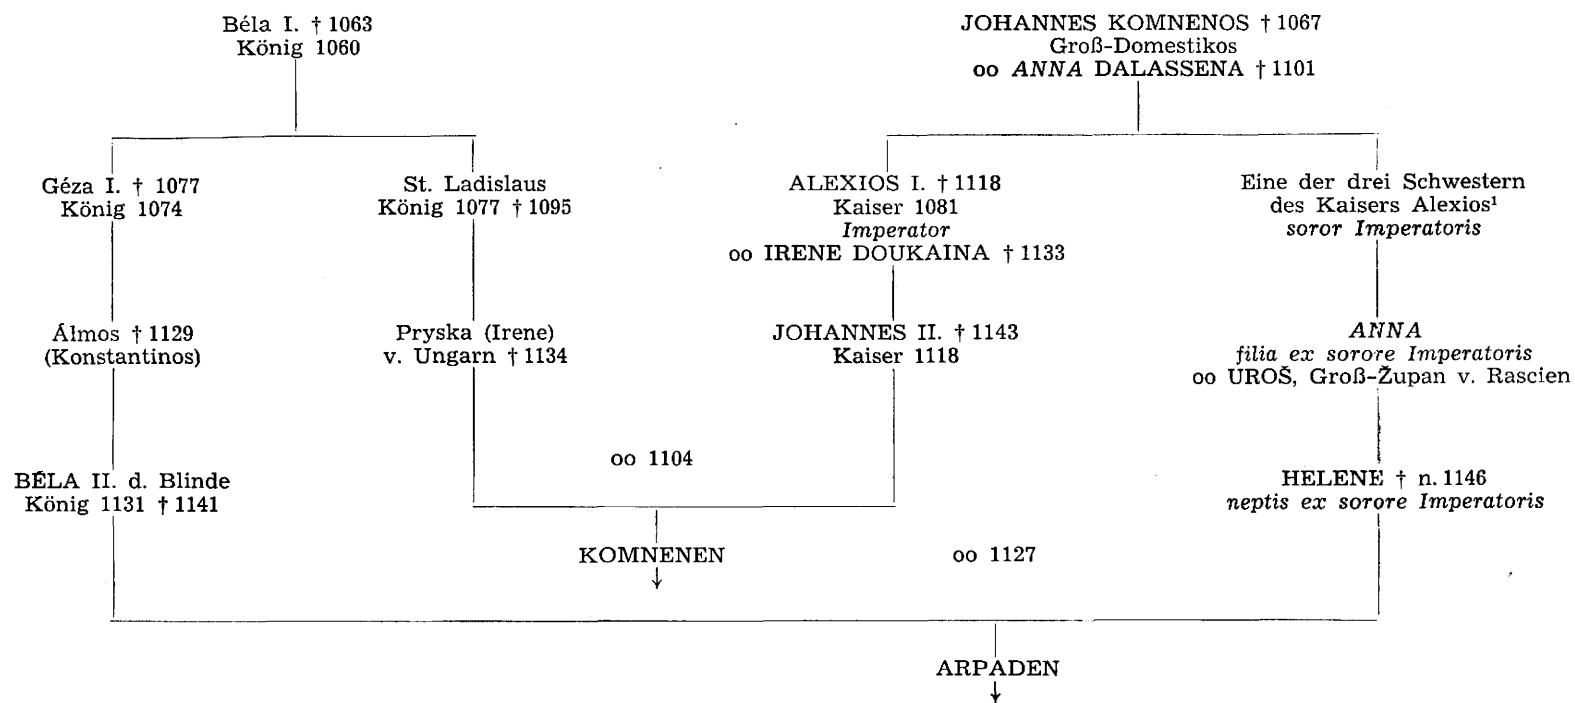 Béla I. † 1063
König 1060
JOHANNES KOMNENOS † 1067
Groß-Domestikos
oo ANNA DALASSENA † 1101
Géza I. † 1077
König 1074
St. Ladislaus
König 1077 † 1095
ALEXIOS I. † 1118
Kaiser 1081
Imperator
oo IRENE DOUKAINA † 1133
Eine der drei Schwestern
des Kaisers Alexios¹
soror Imperatoris
Álmos † 1129
(Konstantinos)
Pryska (Irene)
v. Ungarn † 1134
JOHANNES II. † 1143
Kaiser 1118
ANNA
filia ex sorore Imperatoris
oo UROŠ, Groß-Župan v. Rascien
BÉLA II. d. Blinde
König 1131 † 1141
oo 1104
HELENE † n. 1146
neptis ex sorore Imperatoris
KOMNENEN
oo 1127
ARPADEN